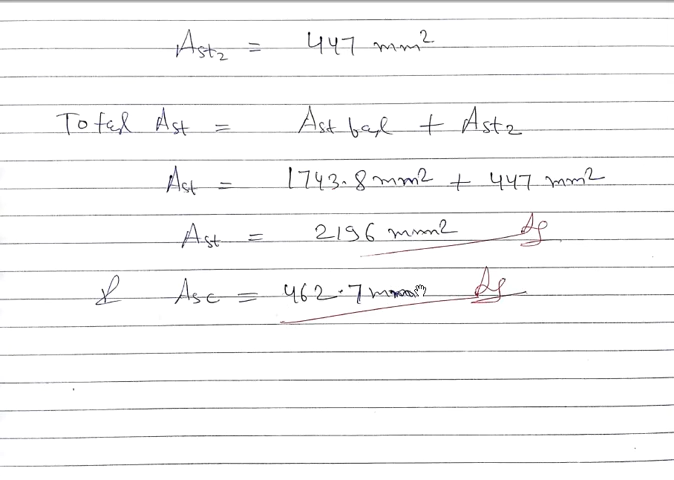 Ast₂ = 447 mm²
Total Ast = Ast bal + Ast₂
Ast = 1743.8 mm² + 447 mm²
Ast = 2196 mm²
& Asc = 462.7 mm²